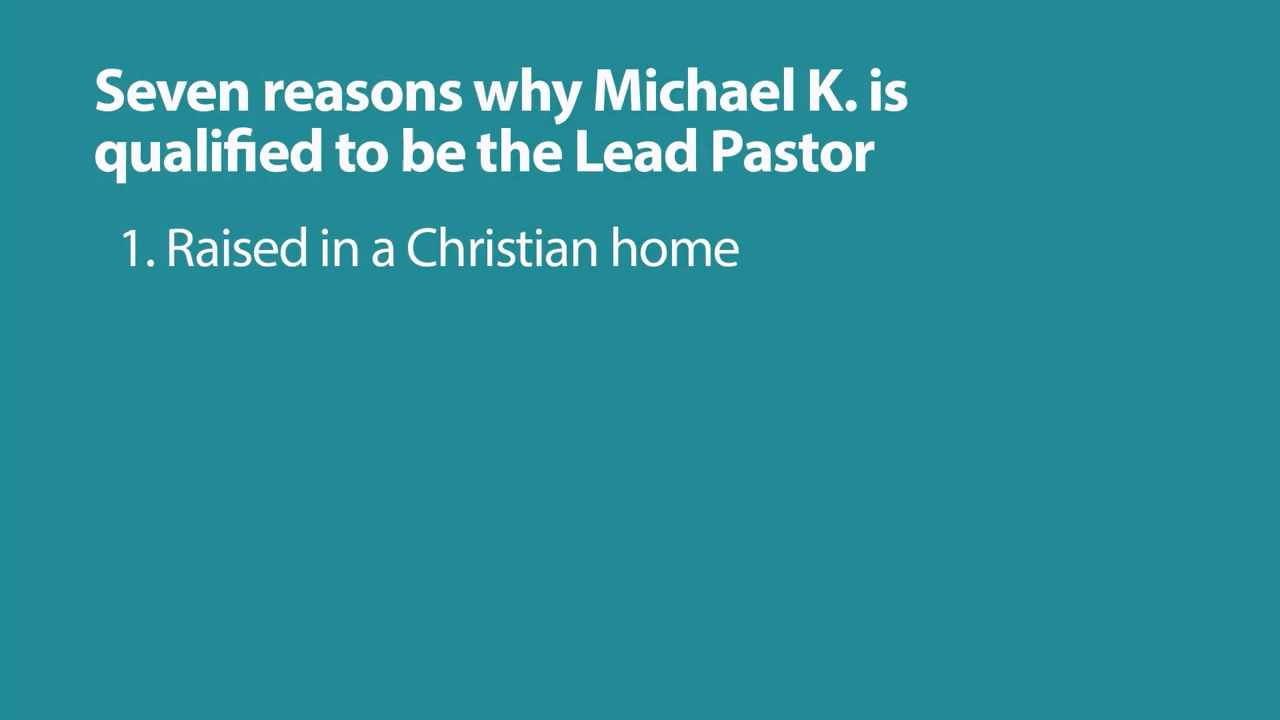 Seven reasons why Michael K. is
qualified to be the Lead Pastor
1. Raised in a Christian home